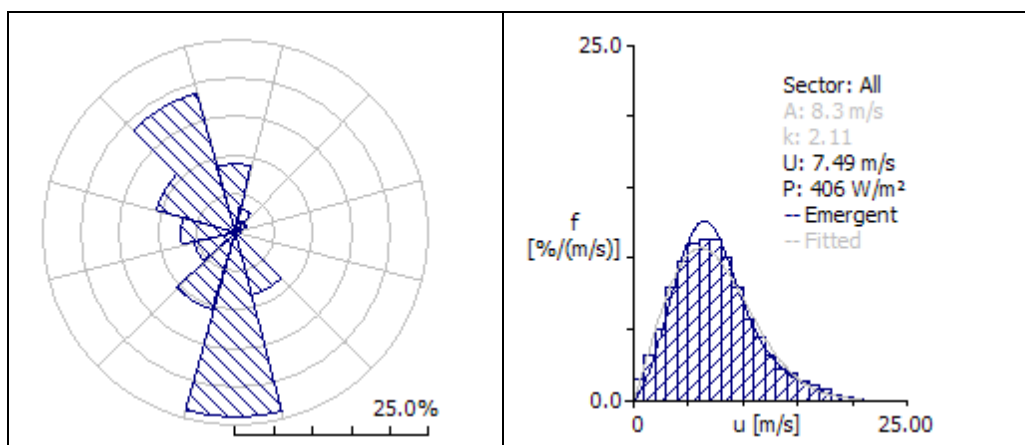 25.0%
25.0
Sector: All
A: 8.3 m/s
k: 2.11
U: 7.49 m/s
P: 406 W/m²
-- Emergent
-- Fitted
f
[%/(m/s)]
0.0
0
u [m/s]
25.00